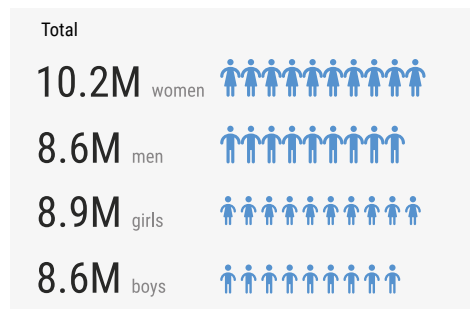 Total
10.2M women
8.6M men
8.9M girls
8.6M boys